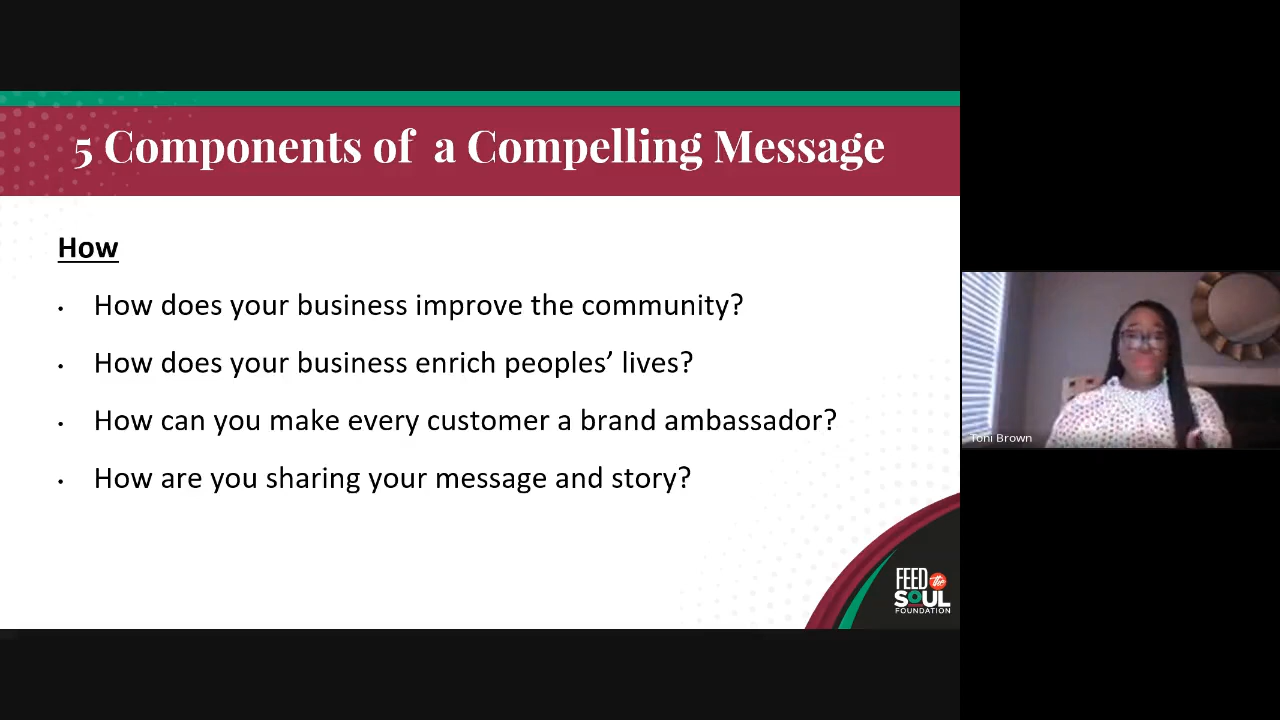 5 Components of a Compelling Message
How
• How does your business improve the community?
• How does your business enrich peoples’ lives?
• How can you make every customer a brand ambassador?
• How are you sharing your message and story?
FEED the
SOUL
FOUNDATION
Toni Brown